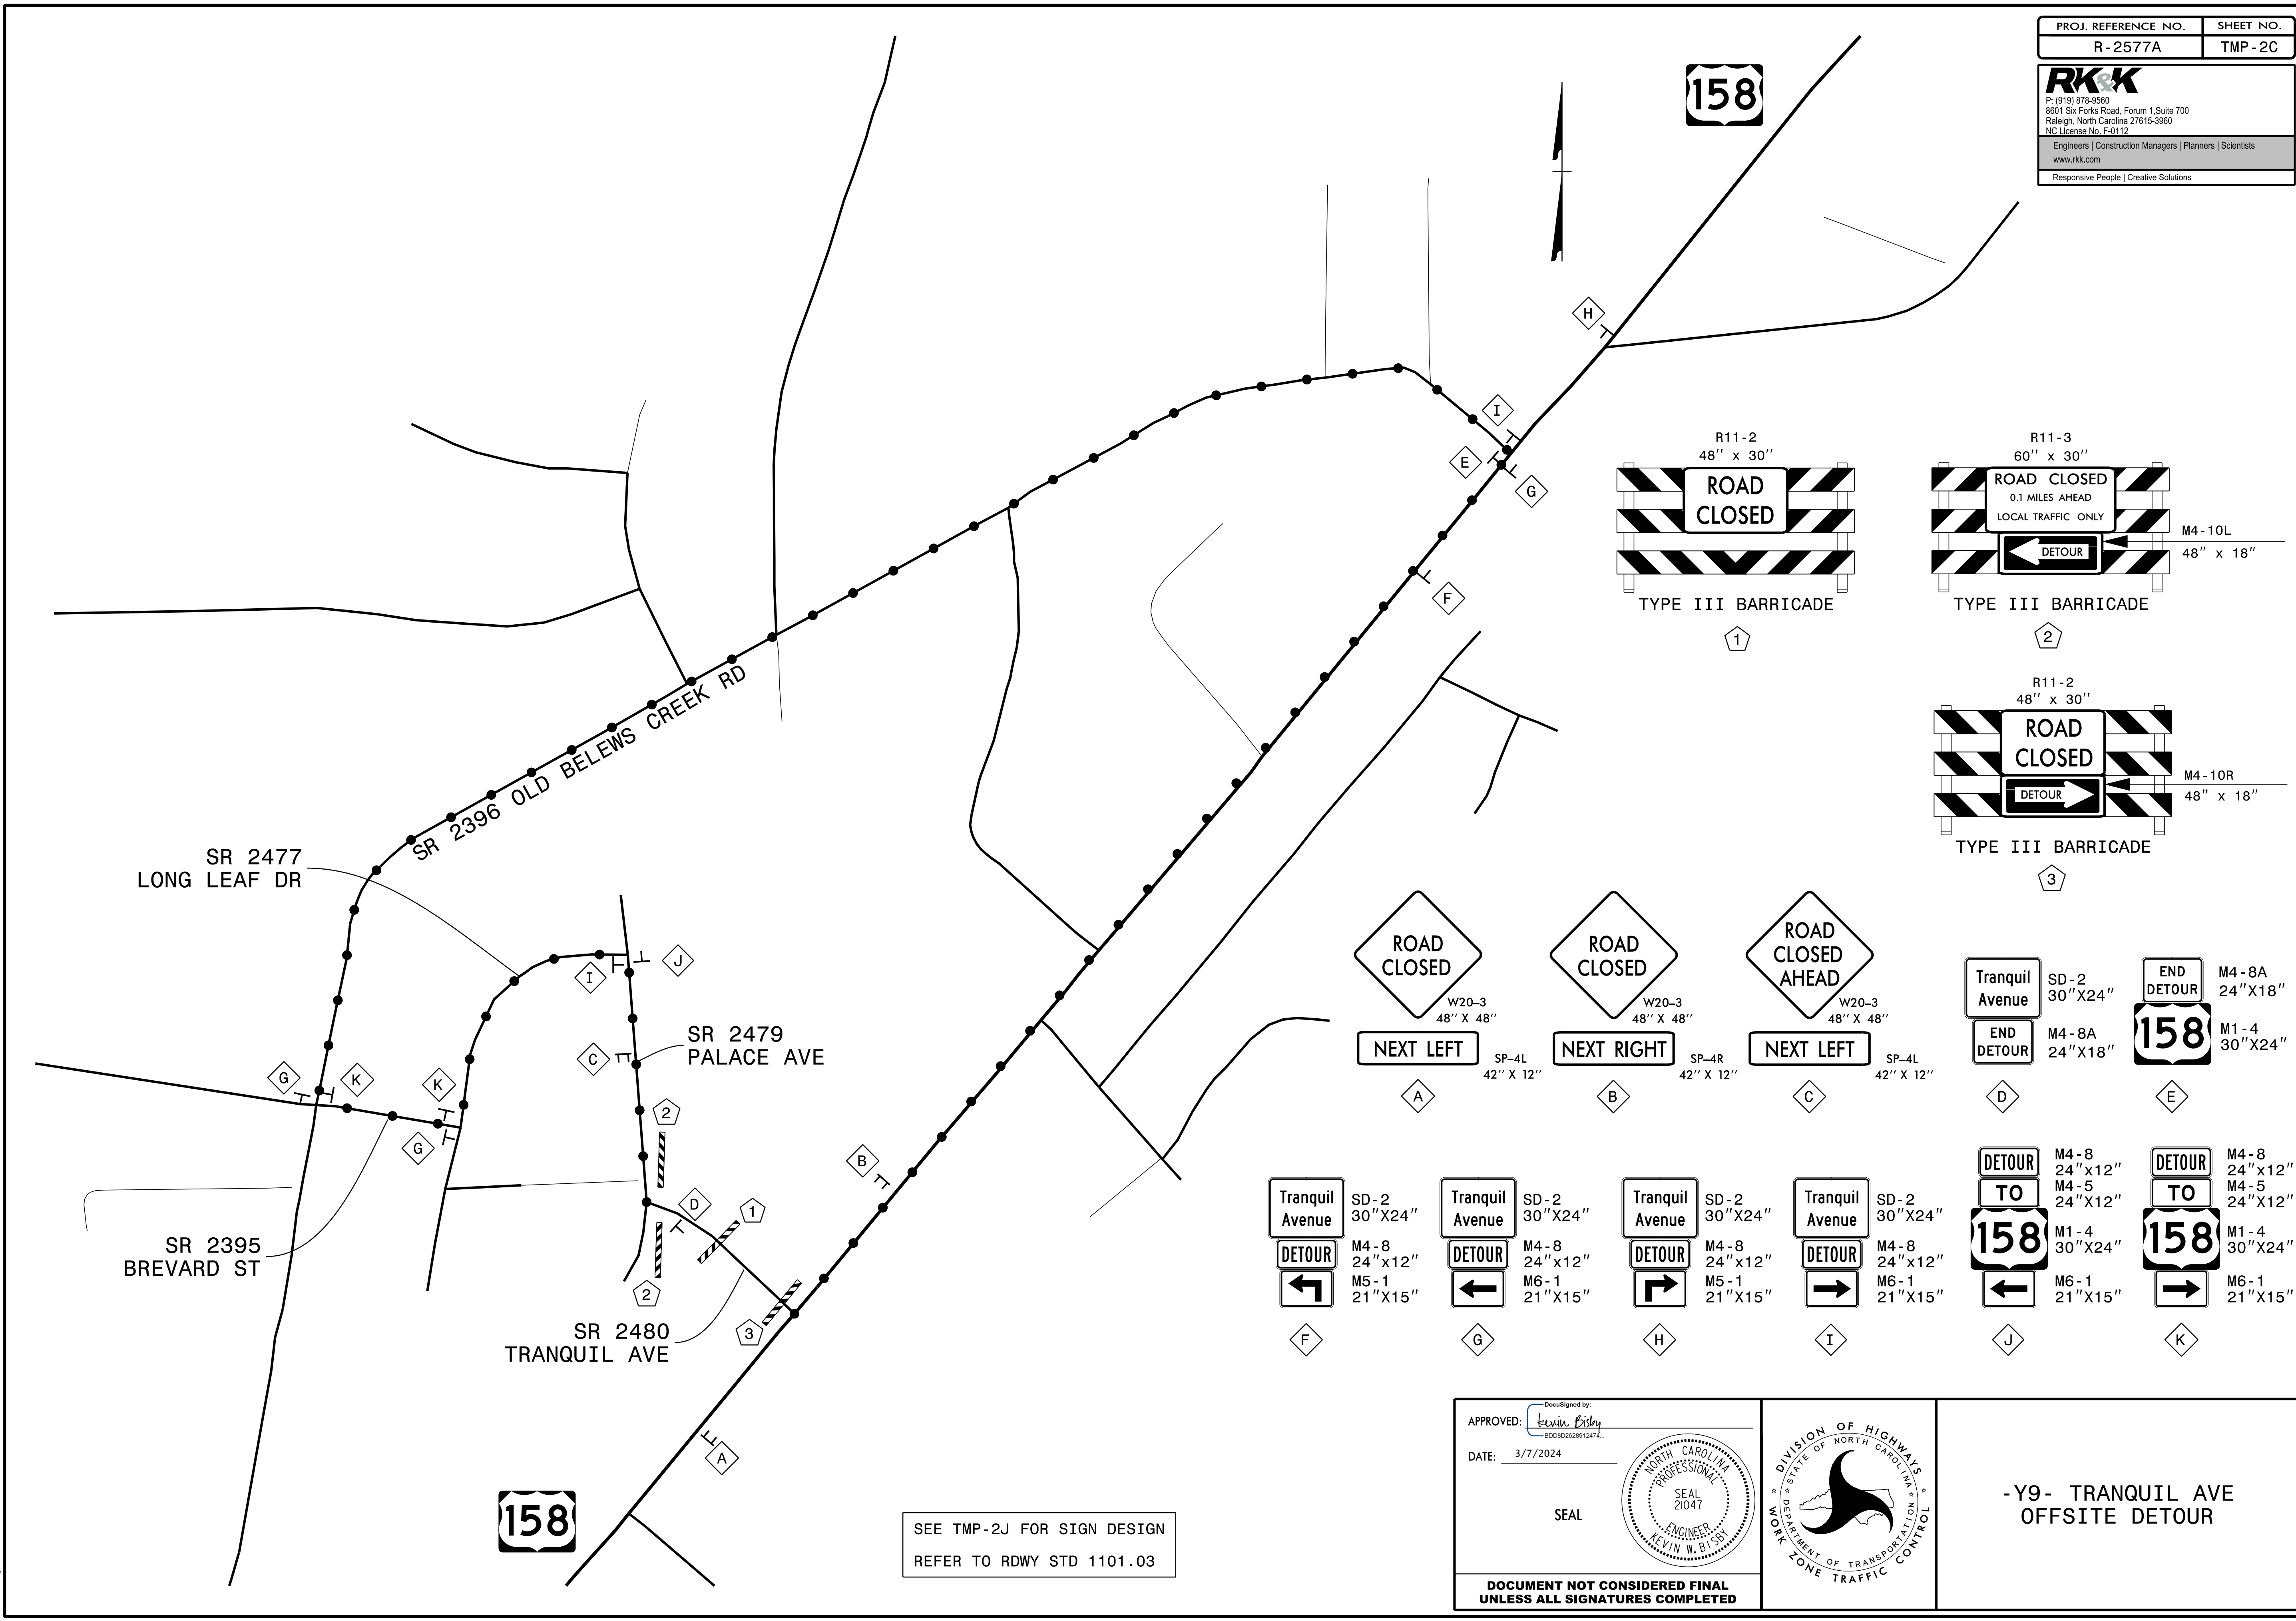 PROJ. REFERENCE NO. SHEET NO.
R-2577A TMP-2C
RK&K
P: (919) 878-9560
8601 Six Forks Road, Forum 1,Suite 700
Raleigh, North Carolina 27615-3960
NC License No. F-0112
Engineers | Construction Managers | Planners | Scientists
www.rkk.com
Responsive People | Creative Solutions
158
H
I
E
G
F
R11-2
48'' x 30''
ROAD
CLOSED
TYPE III BARRICADE
1
R11-3
60'' x 30''
ROAD CLOSED
0.1 MILES AHEAD
LOCAL TRAFFIC ONLY
DETOUR
M4-10L
48'' x 18''
TYPE III BARRICADE
2
R11-2
48'' x 30''
ROAD
CLOSED
DETOUR
M4-10R
48'' x 18''
TYPE III BARRICADE
3
SR 2396 OLD BELEWS CREEK RD
SR 2477
LONG LEAF DR
I
J
C
SR 2479
PALACE AVE
G
K
K
G
2
B
D
1
2
3
SR 2395
BREVARD ST
SR 2480
TRANQUIL AVE
A
158
ROAD
CLOSED
W20-3
48'' X 48''
NEXT LEFT
SP-4L
42'' X 12''
A
ROAD
CLOSED
W20-3
48'' X 48''
NEXT RIGHT
SP-4R
42'' X 12''
B
ROAD
CLOSED
AHEAD
W20-3
48'' X 48''
NEXT LEFT
SP-4L
42'' X 12''
C
Tranquil
Avenue
SD-2
30"X24"
END
DETOUR
M4-8A
24"X18"
D
END
DETOUR
M4-8A
24"X18"
158
M1-4
30"X24"
E
Tranquil
Avenue
SD-2
30"X24"
DETOUR
M4-8
24"x12"
M5-1
21"X15"
F
Tranquil
Avenue
SD-2
30"X24"
DETOUR
M4-8
24"x12"
M6-1
21"X15"
G
Tranquil
Avenue
SD-2
30"X24"
DETOUR
M4-8
24"x12"
M5-1
21"X15"
H
Tranquil
Avenue
SD-2
30"X24"
DETOUR
M4-8
24"x12"
M6-1
21"X15"
I
DETOUR
M4-8
24"x12"
TO
M4-5
24"X12"
158
M1-4
30"X24"
M6-1
21"X15"
J
DETOUR
M4-8
24"x12"
TO
M4-5
24"X12"
158
M1-4
30"X24"
M6-1
21"X15"
K
SEE TMP-2J FOR SIGN DESIGN
REFER TO RDWY STD 1101.03
DocuSigned by:
APPROVED: Kevin Bisby
BDD8D2628912474...
DATE: 3/7/2024
SEAL
NORTH CAROLINA
PROFESSIONAL
SEAL
21047
ENGINEER
KEVIN W. BISBY
DOCUMENT NOT CONSIDERED FINAL
UNLESS ALL SIGNATURES COMPLETED
DIVISION OF HIGHWAYS
STATE OF NORTH CAROLINA
DEPARTMENT OF TRANSPORTATION
WORK ZONE TRAFFIC CONTROL
-Y9- TRANQUIL AVE
OFFSITE DETOUR